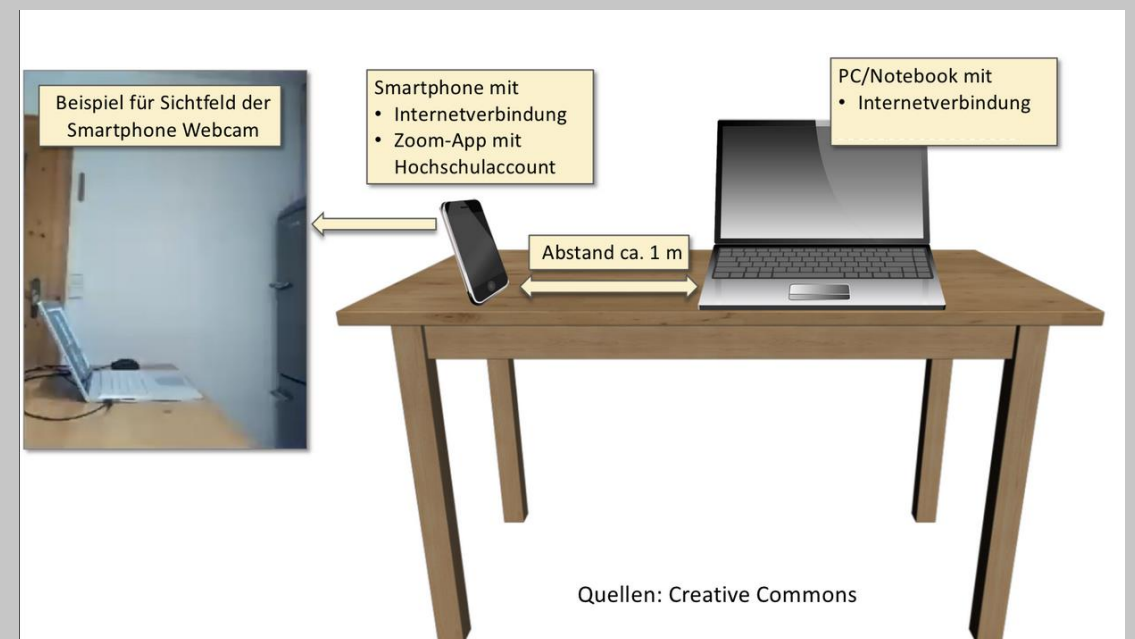 Beispiel für Sichtfeld der
Smartphone Webcam
Smartphone mit
• Internetverbindung
• Zoom-App mit
Hochschulaccount
PC/Notebook mit
• Internetverbindung
Abstand ca. 1 m
Quellen: Creative Commons